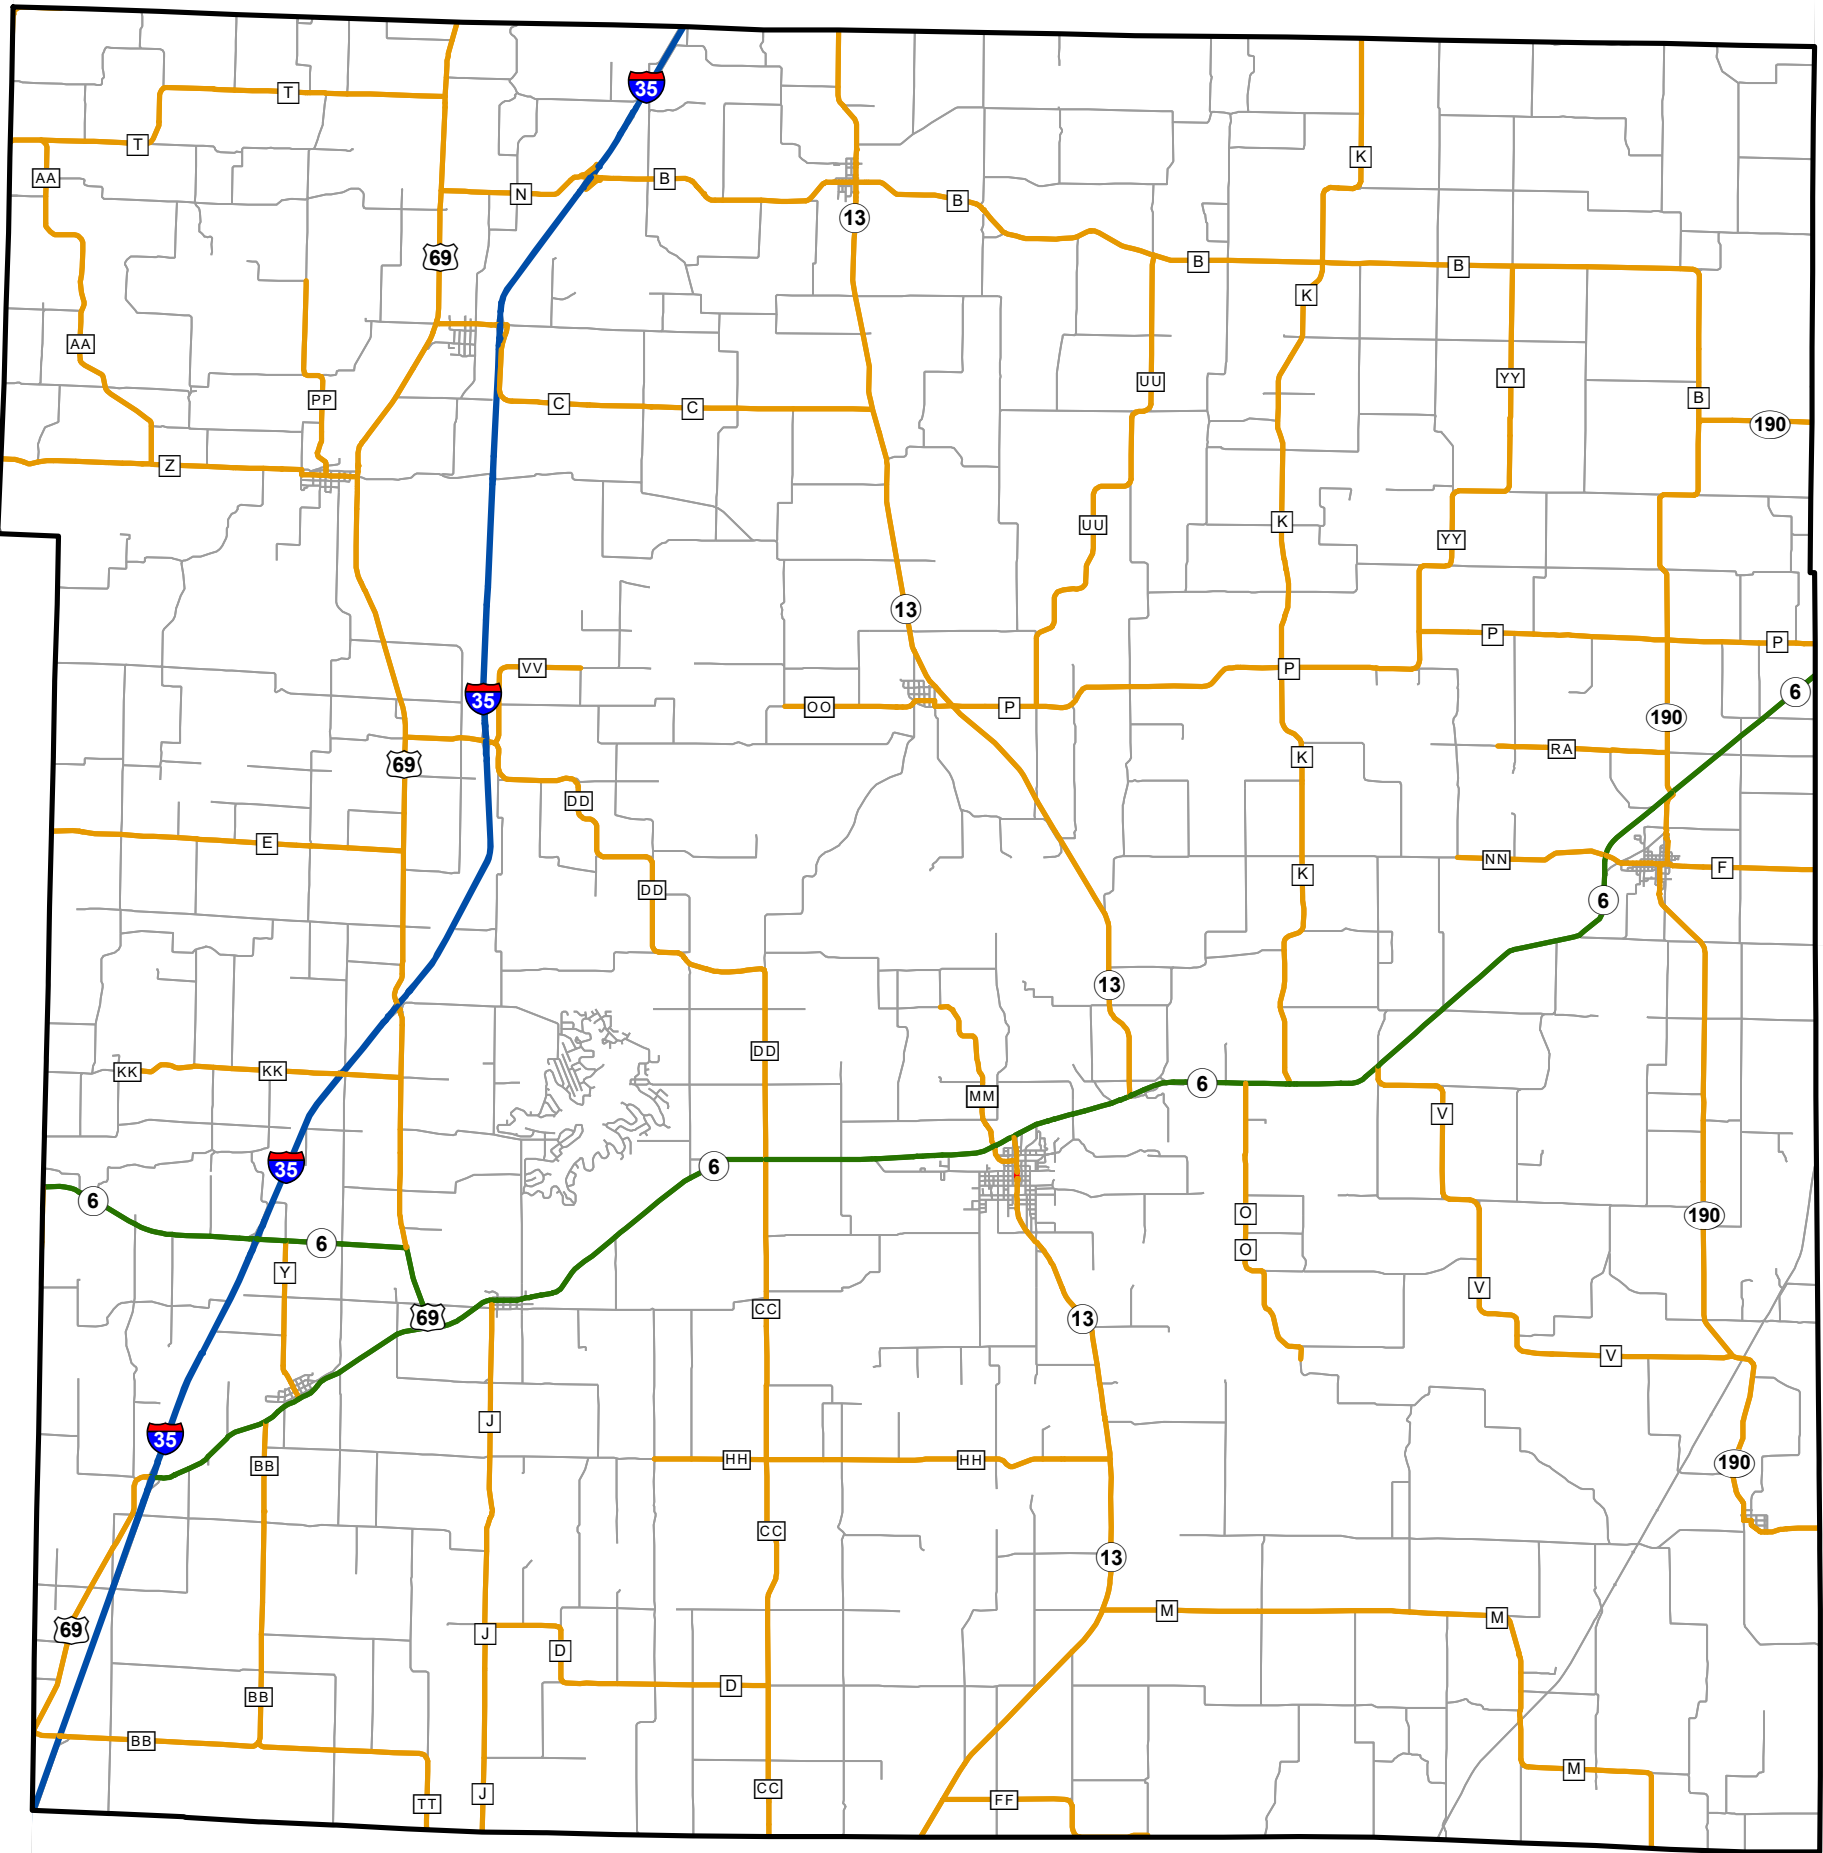 35
T
T
K
AA
B
N
B
13
69
B
B
K
AA
UU
YY
PP
B
C
C
190
Z
K
UU
YY
13
P
P
VV
P
6
35
OO
P
190
RA
K
69
DD
E
NN
F
K
DD
6
13
DD
KK
KK
6
MM
V
6
35
6
O
190
6
O
Y
V
CC
69
13
V
J
35
HH
HH
190
BB
CC
13
M
M
69
J
D
D
BB
BB
M
CC
J
FF
TT